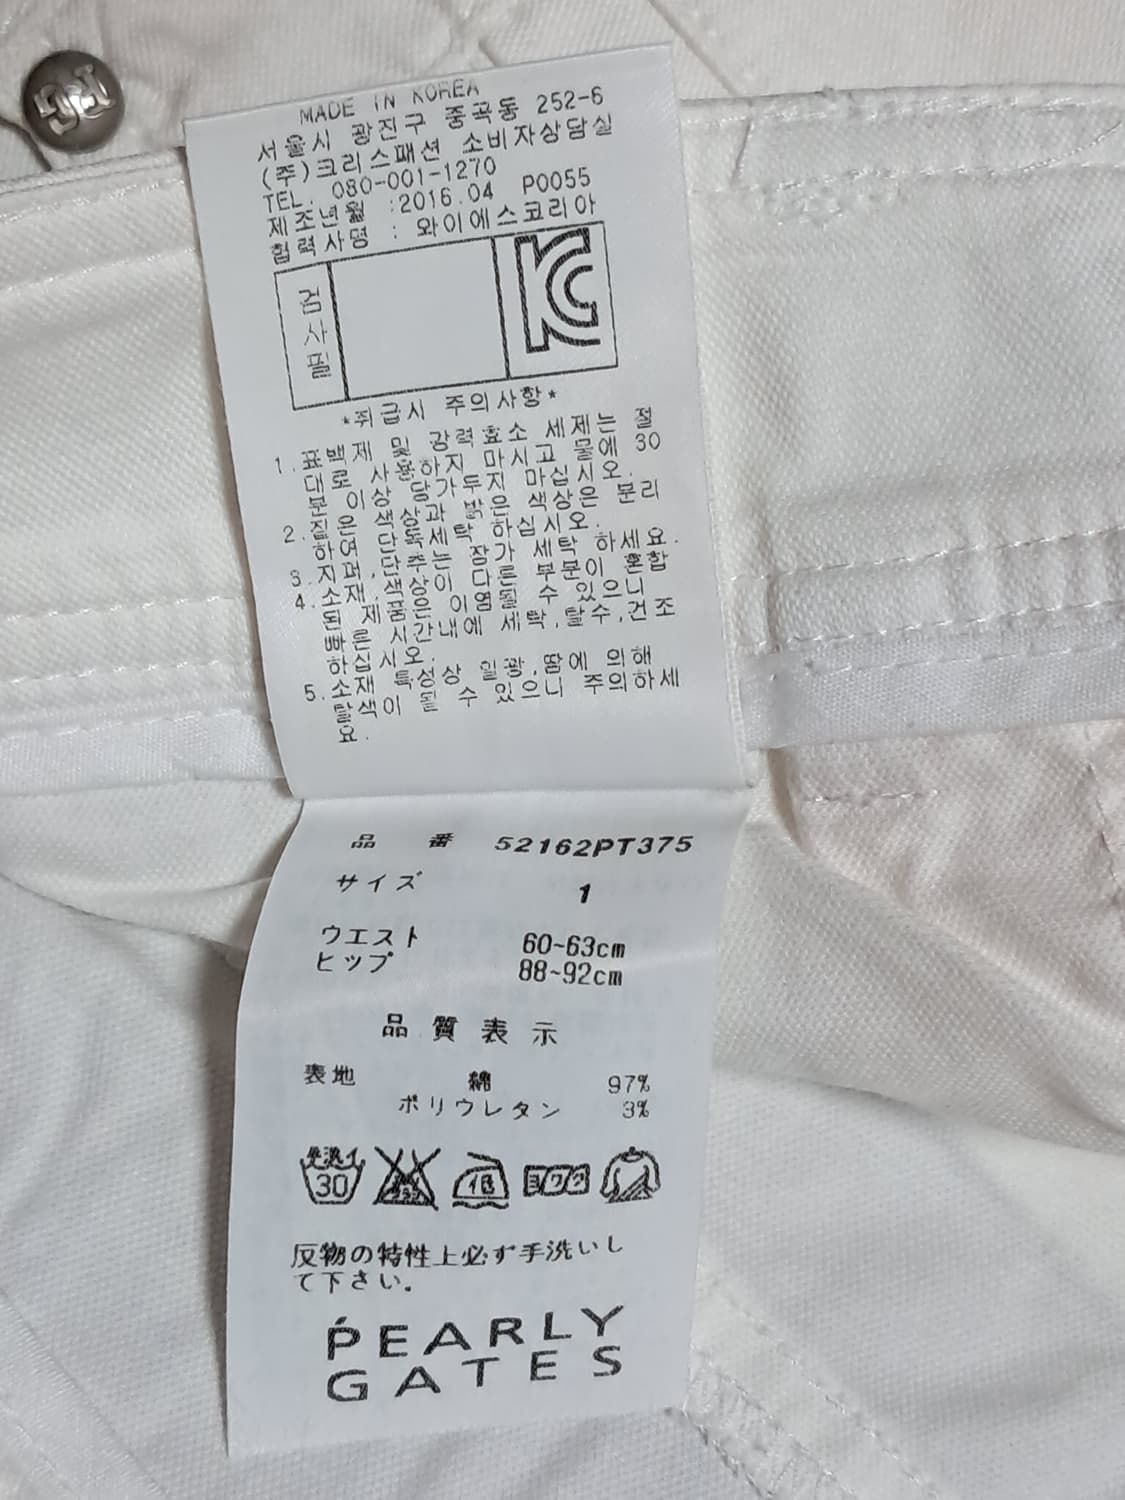 MADE IN KOREA
서울시 광진구 중곡동 252-6
(주)크리스패션 소비자상담실
TEL. 080-001-1270
제조년월 :2016.04 P0055
협력사명 : 와이에스코리아
검사필
KC
*취급시 주의사항*
1.표백제 및 강력효소 세제는 절
대로 사용하지 마시고 물에 30
분 이상 담가두지 마십시오.
2.짙은 색상과 밝은 색상은 분리
하여 단독세탁 하십시오.
3.지퍼,단추는 잠가 세탁 하세요.
4.소재,색상이 다른 부분이 혼합
된 제품은 이염될 수 있으니
빠른 시간내에 세탁,탈수,건조
하십시오.
5.소재 특성상 일광,땀에 의해
탈색이 될 수 있으니 주의하세
요.
品 番 52162PT375
サイズ 1
ウエスト 60~63cm
ヒップ 88~92cm
品質表示
表地 綿 97%
ポリウレタン 3%
手洗イ 30 低 ヨワク
反物の特性上必ず手洗いし
て下さい.
PEARLY
GATES